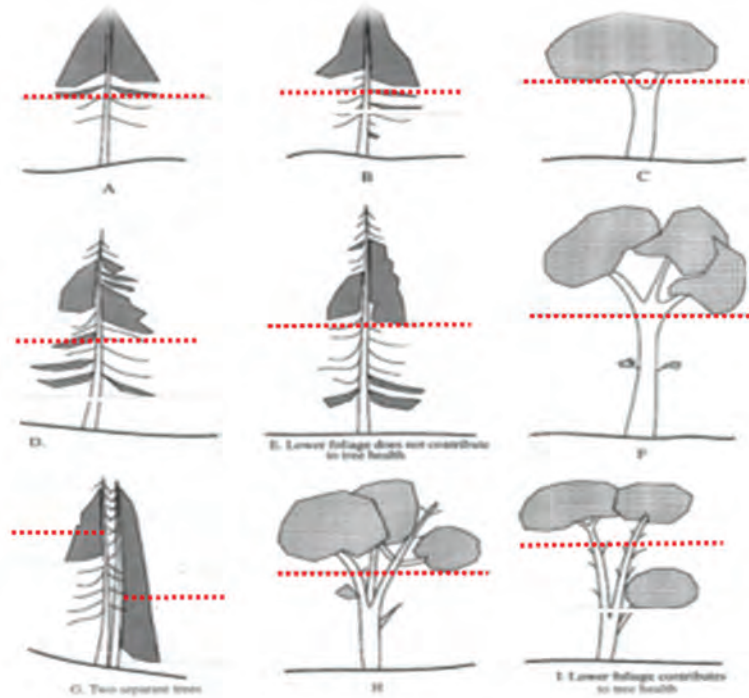 A
B
C
D.
E. Lower foliage does not contribute
to tree health
F
G. Two separate trees
H
I. Lower foliage contributes
to tree health